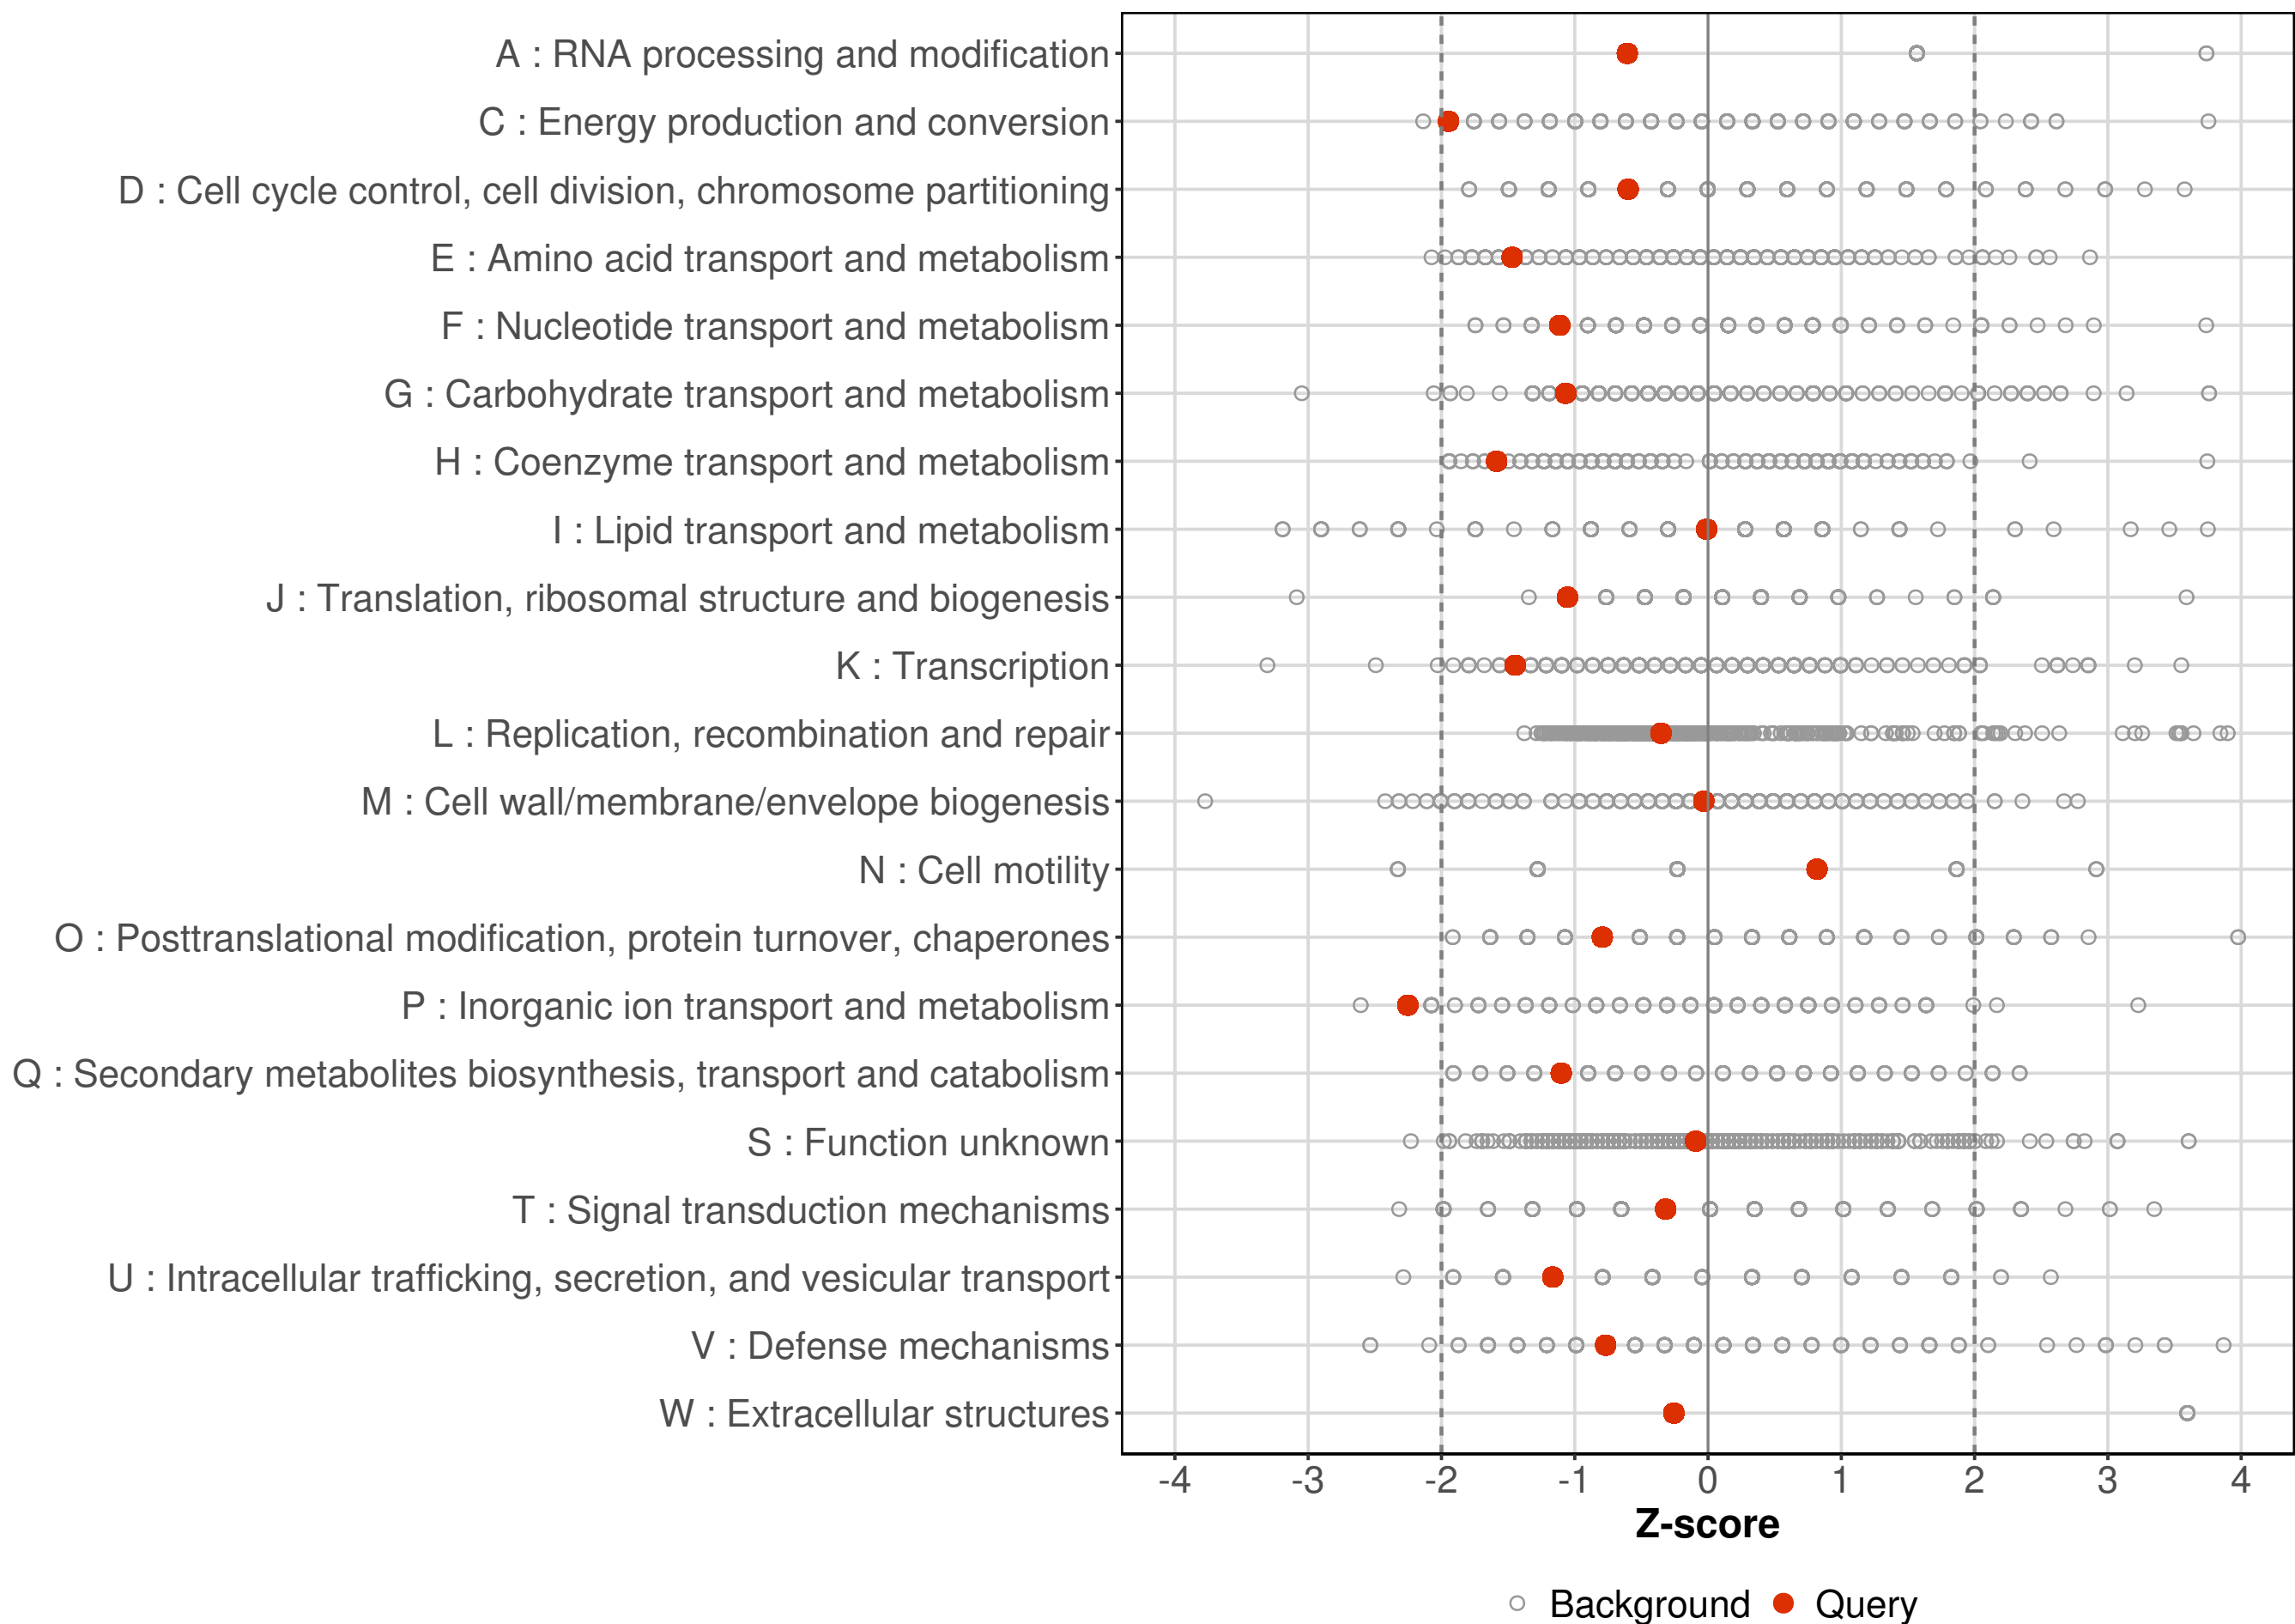 A : RNA processing and modification
C : Energy production and conversion
D : Cell cycle control, cell division, chromosome partitioning
E : Amino acid transport and metabolism
F : Nucleotide transport and metabolism
G : Carbohydrate transport and metabolism
H : Coenzyme transport and metabolism
I : Lipid transport and metabolism
J : Translation, ribosomal structure and biogenesis
K : Transcription
L : Replication, recombination and repair
M : Cell wall/membrane/envelope biogenesis
N : Cell motility
O : Posttranslational modification, protein turnover, chaperones
P : Inorganic ion transport and metabolism
Q : Secondary metabolites biosynthesis, transport and catabolism
S : Function unknown
T : Signal transduction mechanisms
U : Intracellular trafficking, secretion, and vesicular transport
V : Defense mechanisms
W : Extracellular structures
-4 -3 -2 -1 0 1 2 3 4
Z-score
Background Query